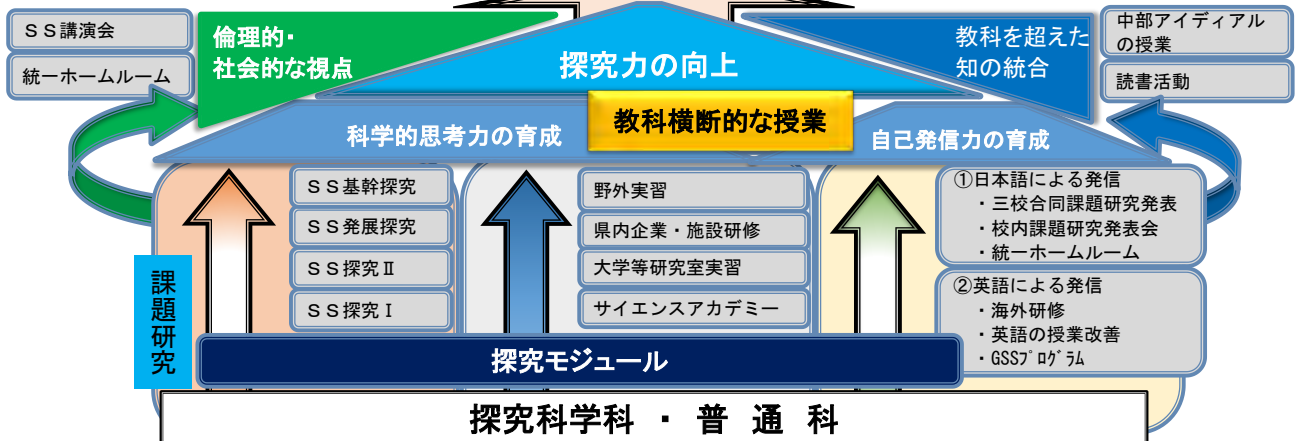 ＳＳ講演会
統一ホームルーム
倫理的・
社会的な視点
探究力の向上
教科を超えた
知の統合
中部アイディアル
の授業
読書活動
科学的思考力の育成
教科横断的な授業
自己発信力の育成
ＳＳ基幹探究
ＳＳ発展探究
ＳＳ探究Ⅱ
ＳＳ探究Ⅰ
野外実習
県内企業・施設研修
大学等研究室実習
サイエンスアカデミー
①日本語による発信
・三校合同課題研究発表
・校内課題研究発表会
・統一ホームルーム
②英語による発信
・海外研修
・英語の授業改善
・GSSﾌﾟﾛｸﾞﾗﾑ
課題研究
探究モジュール
探究科学科 ・ 普 通 科